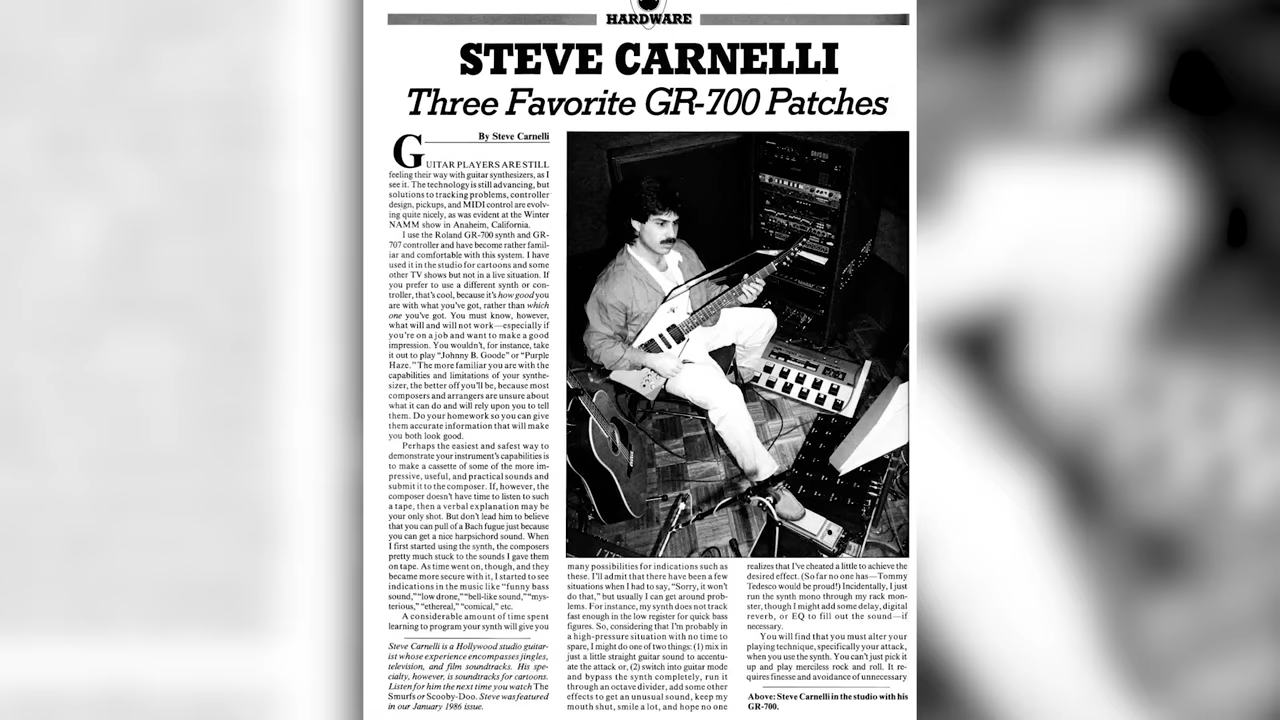 HARDWARE
STEVE CARNELLI
Three Favorite GR-700 Patches
By Steve Carnelli
GUITAR PLAYERS ARE STILL
feeling their way with guitar synthesizers, as I
see it. The technology is still advancing, but
solutions to tracking problems, controller
design, pickups, and MIDI control are evolv-
ing quite nicely, as was evident at the Winter
NAMM show in Anaheim, California.
I use the Roland GR-700 synth and GR-
707 controller and have become rather famil-
iar and comfortable with this system. I have
used it in the studio for cartoons and some
other TV shows but not in a live situation. If
you prefer to use a different synth or con-
troller, that's cool, because it's how good you
are with what you've got, rather than which
one you've got. You must know, however,
what will and will not work—especially if
you're on a job and want to make a good
impression. You wouldn't, for instance, take
it out to play "Johnny B. Goode" or "Purple
Haze." The more familiar you are with the
capabilities and limitations of your synthe-
sizer, the better off you'll be, because most
composers and arrangers are unsure about
what it can do and will rely upon you to tell
them. Do your homework so you can give
them accurate information that will make
you both look good.
Perhaps the easiest and safest way to
demonstrate your instrument's capabilities is
to make a cassette of some of the more im-
pressive, useful, and practical sounds and
submit it to the composer. If, however, the
composer doesn't have time to listen to such
a tape, then a verbal explanation may be
your only shot. But don't lead him to believe
that you can pull of a Bach fugue just because
you can get a nice harpsichord sound. When
I first started using the synth, the composers
pretty much stuck to the sounds I gave them
on tape. As time went on, though, and they
became more secure with it, I started to see
indications in the music like "funny bass
sound," "low drone," "bell-like sound," "mys-
terious," "ethereal," "comical," etc.
A considerable amount of time spent
learning to program your synth will give you
Steve Carnelli is a Hollywood studio guitar-
ist whose experience encompasses jingles,
television, and film soundtracks. His spe-
cialty, however, is soundtracks for cartoons.
Listen for him the next time you watch The
Smurfs or Scooby-Doo. Steve was featured
in our January 1986 issue.
many possibilities for indications such as
these. I'll admit that there have been a few
situations when I had to say, "Sorry, it won't
do that," but usually I can get around prob-
lems. For instance, my synth does not track
fast enough in the low register for quick bass
figures. So, considering that I'm probably in
a high-pressure situation with no time to
spare, I might do one of two things: (1) mix in
just a little straight guitar sound to accentu-
ate the attack or, (2) switch into guitar mode
and bypass the synth completely, run it
through an octave divider, add some other
effects to get an unusual sound, keep my
mouth shut, smile a lot, and hope no one
realizes that I've cheated a little to achieve the
desired effect. (So far no one has—Tommy
Tedesco would be proud!) Incidentally, I just
run the synth mono through my rack mon-
ster, though I might add some delay, digital
reverb, or EQ to fill out the sound—if
necessary.
You will find that you must alter your
playing technique, specifically your attack,
when you use the synth. You can't just pick it
up and play merciless rock and roll. It re-
quires finesse and avoidance of unnecessary
Above: Steve Carnelli in the studio with his
GR-700.